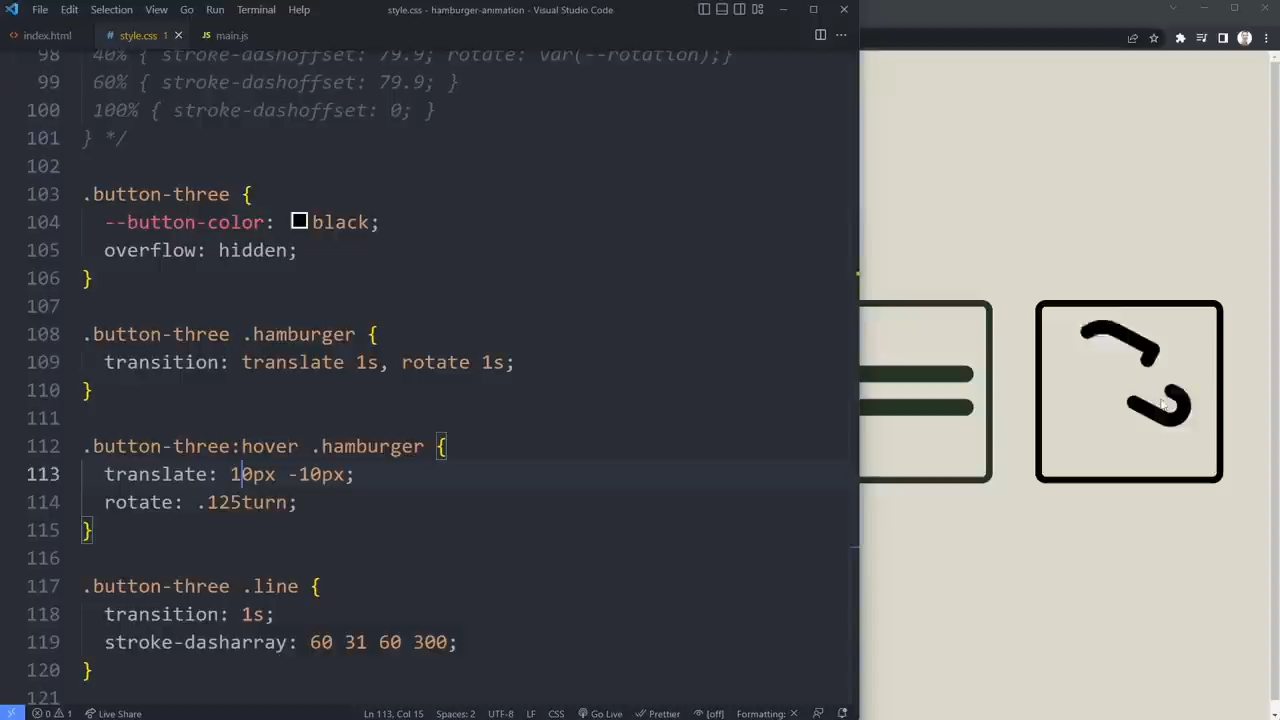 File Edit Selection View Go Run Terminal Help style.css - hamburger-animation - Visual Studio Code
index.html style.css 1 main.js
98 40% { stroke-dashoffset: 79.9; rotate: var(--rotation);}
99 60% { stroke-dashoffset: 79.9; }
100 100% { stroke-dashoffset: 0; }
101 } */
102
103 .button-three {
104 --button-color: black;
105 overflow: hidden;
106 }
107
108 .button-three .hamburger {
109 transition: translate 1s, rotate 1s;
110 }
111
112 .button-three:hover .hamburger {
113 translate: 10px -10px;
114 rotate: .125turn;
115 }
116
117 .button-three .line {
118 transition: 1s;
119 stroke-dasharray: 60 31 60 300;
120 }
121
0 1 Live Share Ln 113, Col 15 Spaces: 2 UTF-8 LF CSS Go Live Prettier [off] Formatting: ×